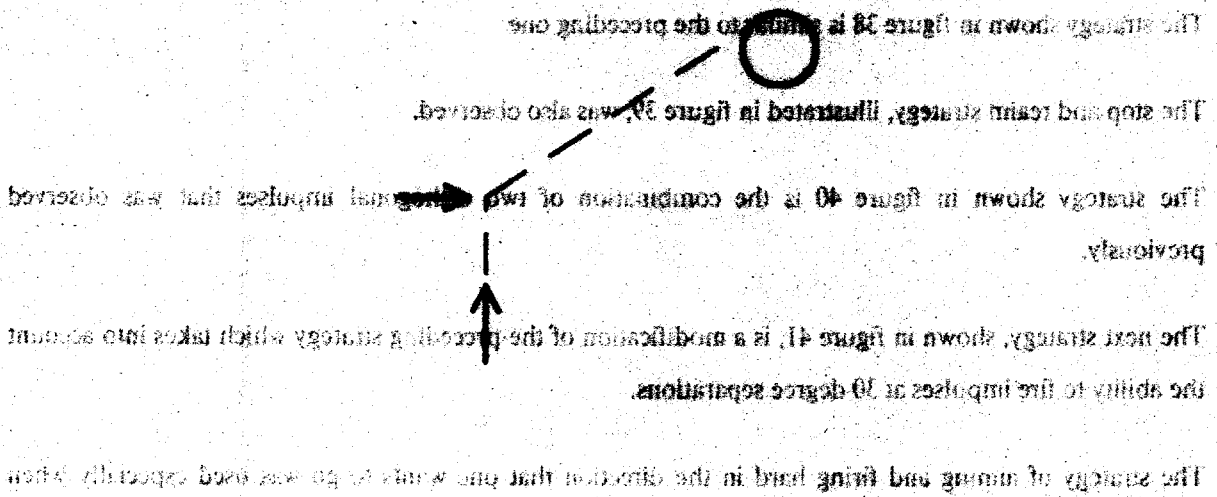 The strategy shown in figure 38 is similar to the preceding one
The stop and reaim strategy, illustrated in figure 39, was also observed.
The strategy shown in figure 40 is the combination of two orthogonal impulses that was observed
previously.
The next strategy, shown in figure 41, is a modification of the preceding strategy which takes into account
the ability to fire impulses at 30 degree separations.
The strategy of aiming and firing hard in the direction that one wants to go was used especially when